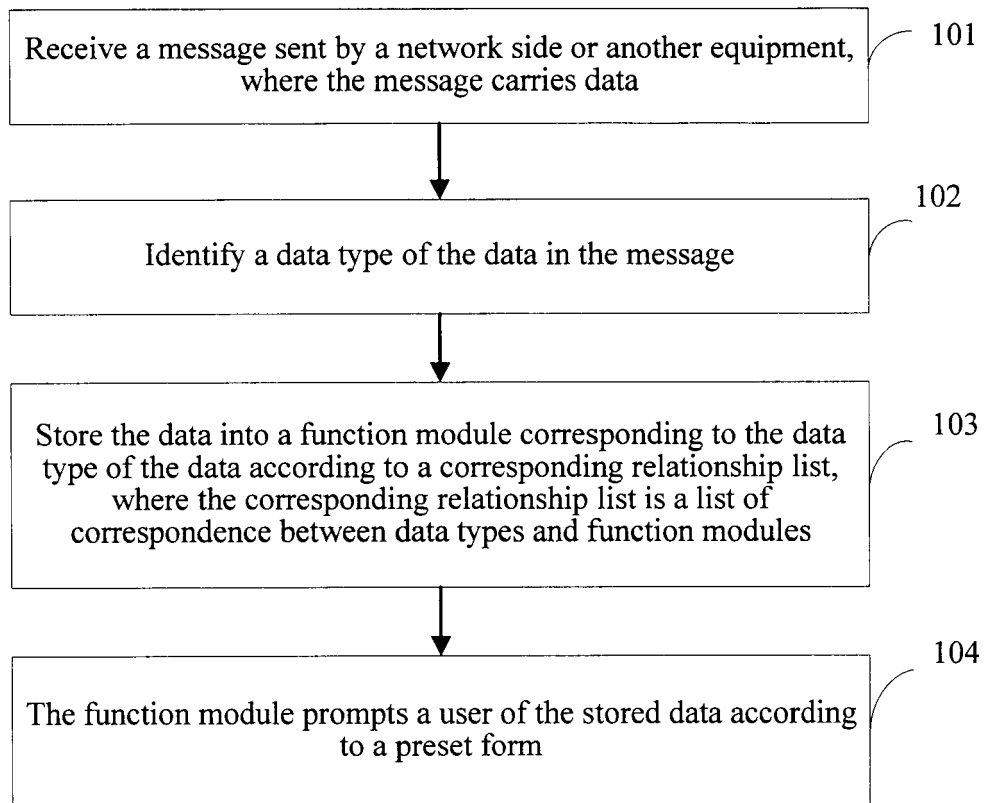 Receive a message sent by a network side or another equipment,
where the message carries data
101
Identify a data type of the data in the message
102
Store the data into a function module corresponding to the data
type of the data according to a corresponding relationship list,
where the corresponding relationship list is a list of
correspondence between data types and function modules
103
The function module prompts a user of the stored data according
to a preset form
104